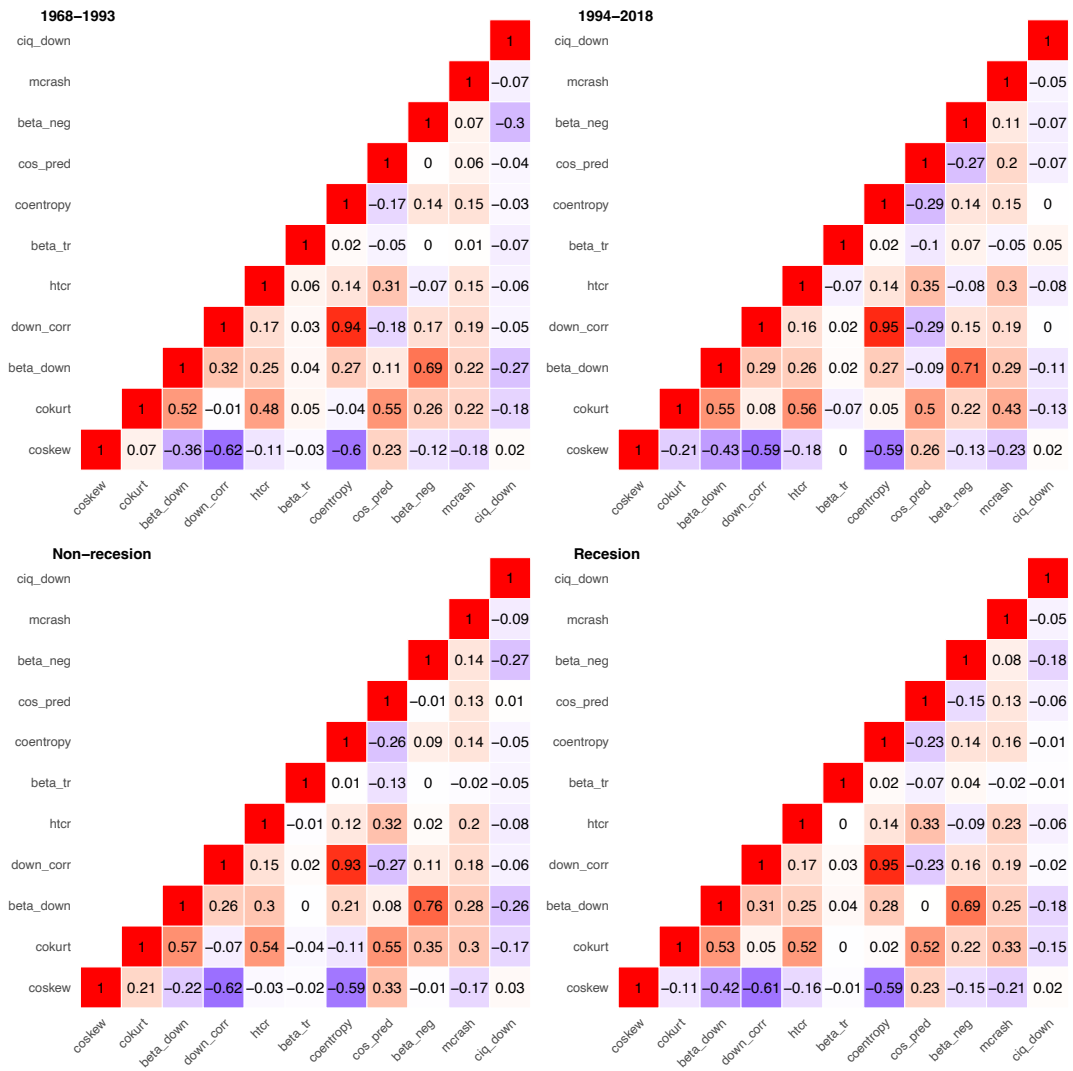 1968–1993
ciq_down 1
mcrash 1 −0.07
beta_neg 1 0.07 −0.3
cos_pred 1 0 0.06 −0.04
coentropy 1 −0.17 0.14 0.15 −0.03
beta_tr 1 0.02 −0.05 0 0.01 −0.07
htcr 1 0.06 0.14 0.31 −0.07 0.15 −0.06
down_corr 1 0.17 0.03 0.94 −0.18 0.17 0.19 −0.05
beta_down 1 0.32 0.25 0.04 0.27 0.11 0.69 0.22 −0.27
cokurt 1 0.52 −0.01 0.48 0.05 −0.04 0.55 0.26 0.22 −0.18
coskew 1 0.07 −0.36 −0.62 −0.11 −0.03 −0.6 0.23 −0.12 −0.18 0.02
coskew cokurt beta_down down_corr htcr beta_tr coentropy cos_pred beta_neg mcrash ciq_down
1994–2018
ciq_down 1
mcrash 1 −0.05
beta_neg 1 0.11 −0.07
cos_pred 1 −0.27 0.2 −0.07
coentropy 1 −0.29 0.14 0.15 0
beta_tr 1 0.02 −0.1 0.07 −0.05 0.05
htcr 1 −0.07 0.14 0.35 −0.08 0.3 −0.08
down_corr 1 0.16 0.02 0.95 −0.29 0.15 0.19 0
beta_down 1 0.29 0.26 0.02 0.27 −0.09 0.71 0.29 −0.11
cokurt 1 0.55 0.08 0.56 −0.07 0.05 0.5 0.22 0.43 −0.13
coskew 1 −0.21 −0.43 −0.59 −0.18 0 −0.59 0.26 −0.13 −0.23 0.02
coskew cokurt beta_down down_corr htcr beta_tr coentropy cos_pred beta_neg mcrash ciq_down
Non−recesion
ciq_down 1
mcrash 1 −0.09
beta_neg 1 0.14 −0.27
cos_pred 1 −0.01 0.13 0.01
coentropy 1 −0.26 0.09 0.14 −0.05
beta_tr 1 0.01 −0.13 0 −0.02 −0.05
htcr 1 −0.01 0.12 0.32 0.02 0.2 −0.08
down_corr 1 0.15 0.02 0.93 −0.27 0.11 0.18 −0.06
beta_down 1 0.26 0.3 0 0.21 0.08 0.76 0.28 −0.26
cokurt 1 0.57 −0.07 0.54 −0.04 −0.11 0.55 0.35 0.3 −0.17
coskew 1 0.21 −0.22 −0.62 −0.03 −0.02 −0.59 0.33 −0.01 −0.17 0.03
coskew cokurt beta_down down_corr htcr beta_tr coentropy cos_pred beta_neg mcrash ciq_down
Recesion
ciq_down 1
mcrash 1 −0.05
beta_neg 1 0.08 −0.18
cos_pred 1 −0.15 0.13 −0.06
coentropy 1 −0.23 0.14 0.16 −0.01
beta_tr 1 0.02 −0.07 0.04 −0.02 −0.01
htcr 1 0 0.14 0.33 −0.09 0.23 −0.06
down_corr 1 0.17 0.03 0.95 −0.23 0.16 0.19 −0.02
beta_down 1 0.31 0.25 0.04 0.28 0 0.69 0.25 −0.18
cokurt 1 0.53 0.05 0.52 0 0.02 0.52 0.22 0.33 −0.15
coskew 1 −0.11 −0.42 −0.61 −0.16 −0.01 −0.59 0.23 −0.15 −0.21 0.02
coskew cokurt beta_down down_corr htcr beta_tr coentropy cos_pred beta_neg mcrash ciq_down